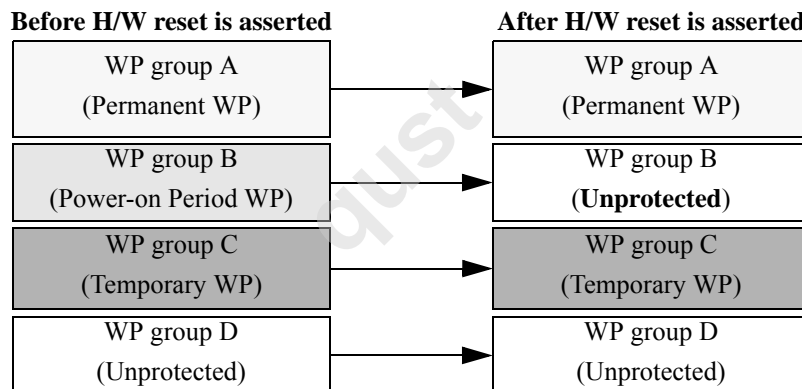 Before H/W reset is asserted
After H/W reset is asserted
WP group A
(Permanent WP)
WP group A
(Permanent WP)
WP group B
(Power-on Period WP)
WP group B
(Unprotected)
WP group C
(Temporary WP)
WP group C
(Temporary WP)
WP group D
(Unprotected)
WP group D
(Unprotected)
qust